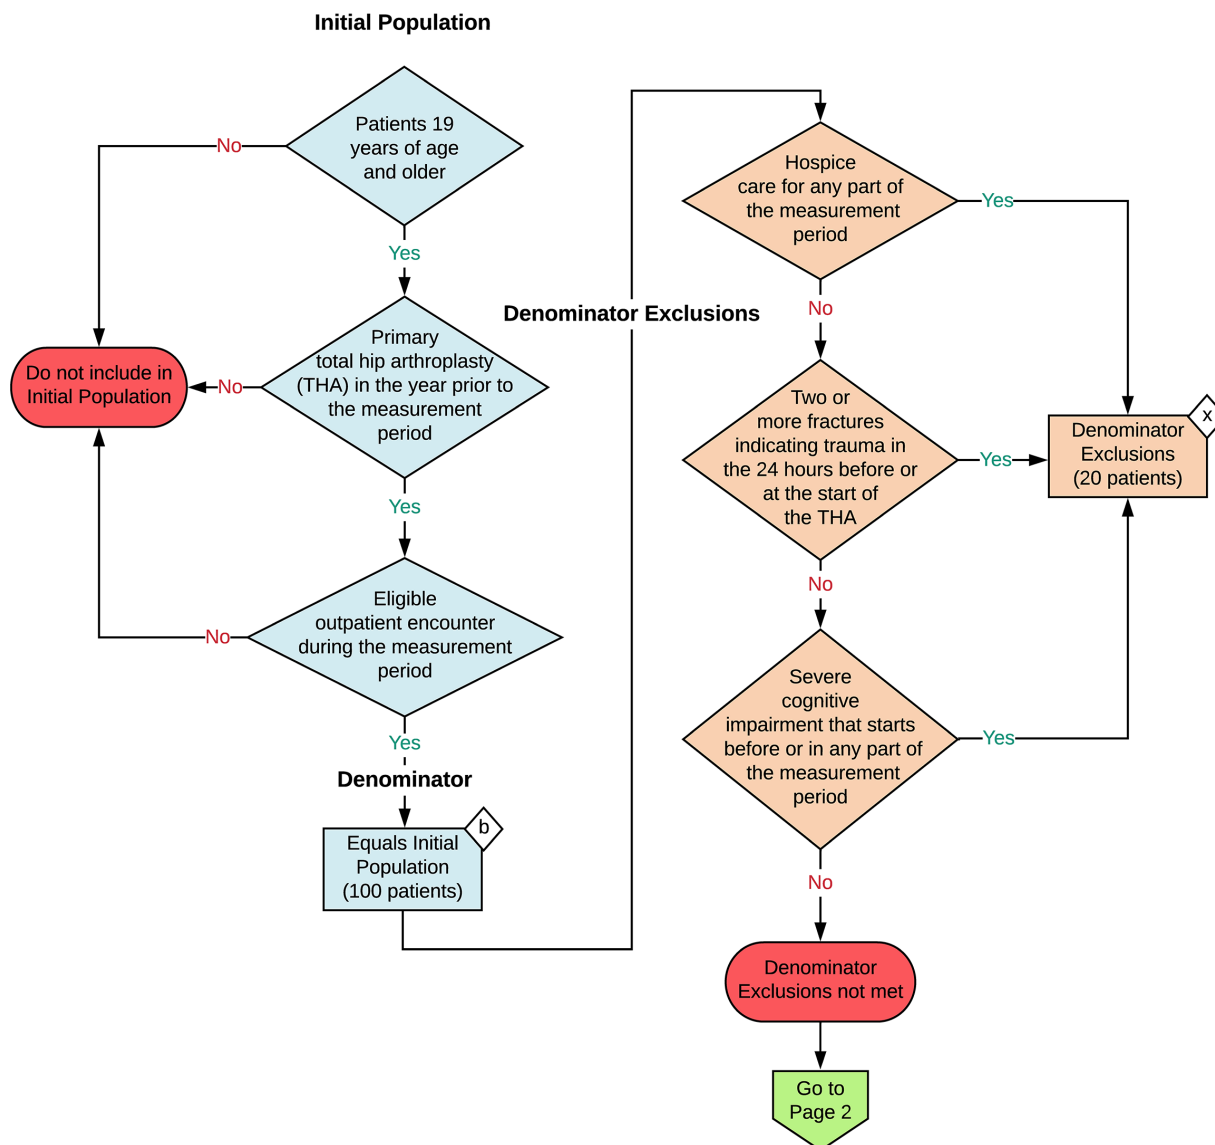 Initial Population
Patients 19
years of age
and older
No
Yes
Primary
total hip arthroplasty
(THA) in the year prior to
the measurement
period
No
Do not include in
Initial Population
Yes
Eligible
outpatient encounter
during the measurement
period
No
Yes
Denominator
b
Equals Initial
Population
(100 patients)
Denominator Exclusions
Hospice
care for any part of
the measurement
period
Yes
No
Two or
more fractures
indicating trauma in
the 24 hours before or
at the start of
the THA
Yes
x
Denominator
Exclusions
(20 patients)
No
Severe
cognitive
impairment that starts
before or in any part of
the measurement
period
Yes
No
Denominator
Exclusions not met
Go to
Page 2